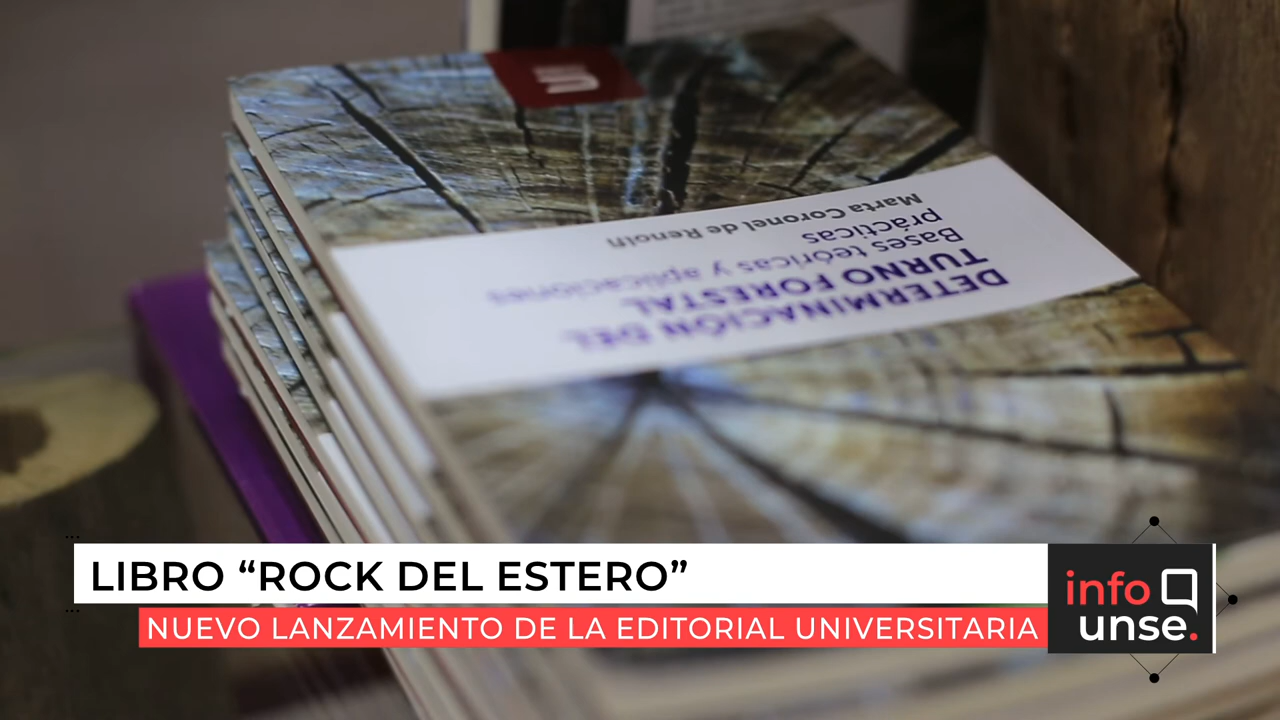 Marta Coronel de Renolfi
prácticas
Bases teóricas y aplicaciones
TURNO FORESTAL
DETERMINACIÓN DEL
LIBRO “ROCK DEL ESTERO”
NUEVO LANZAMIENTO DE LA EDITORIAL UNIVERSITARIA
info
unse.